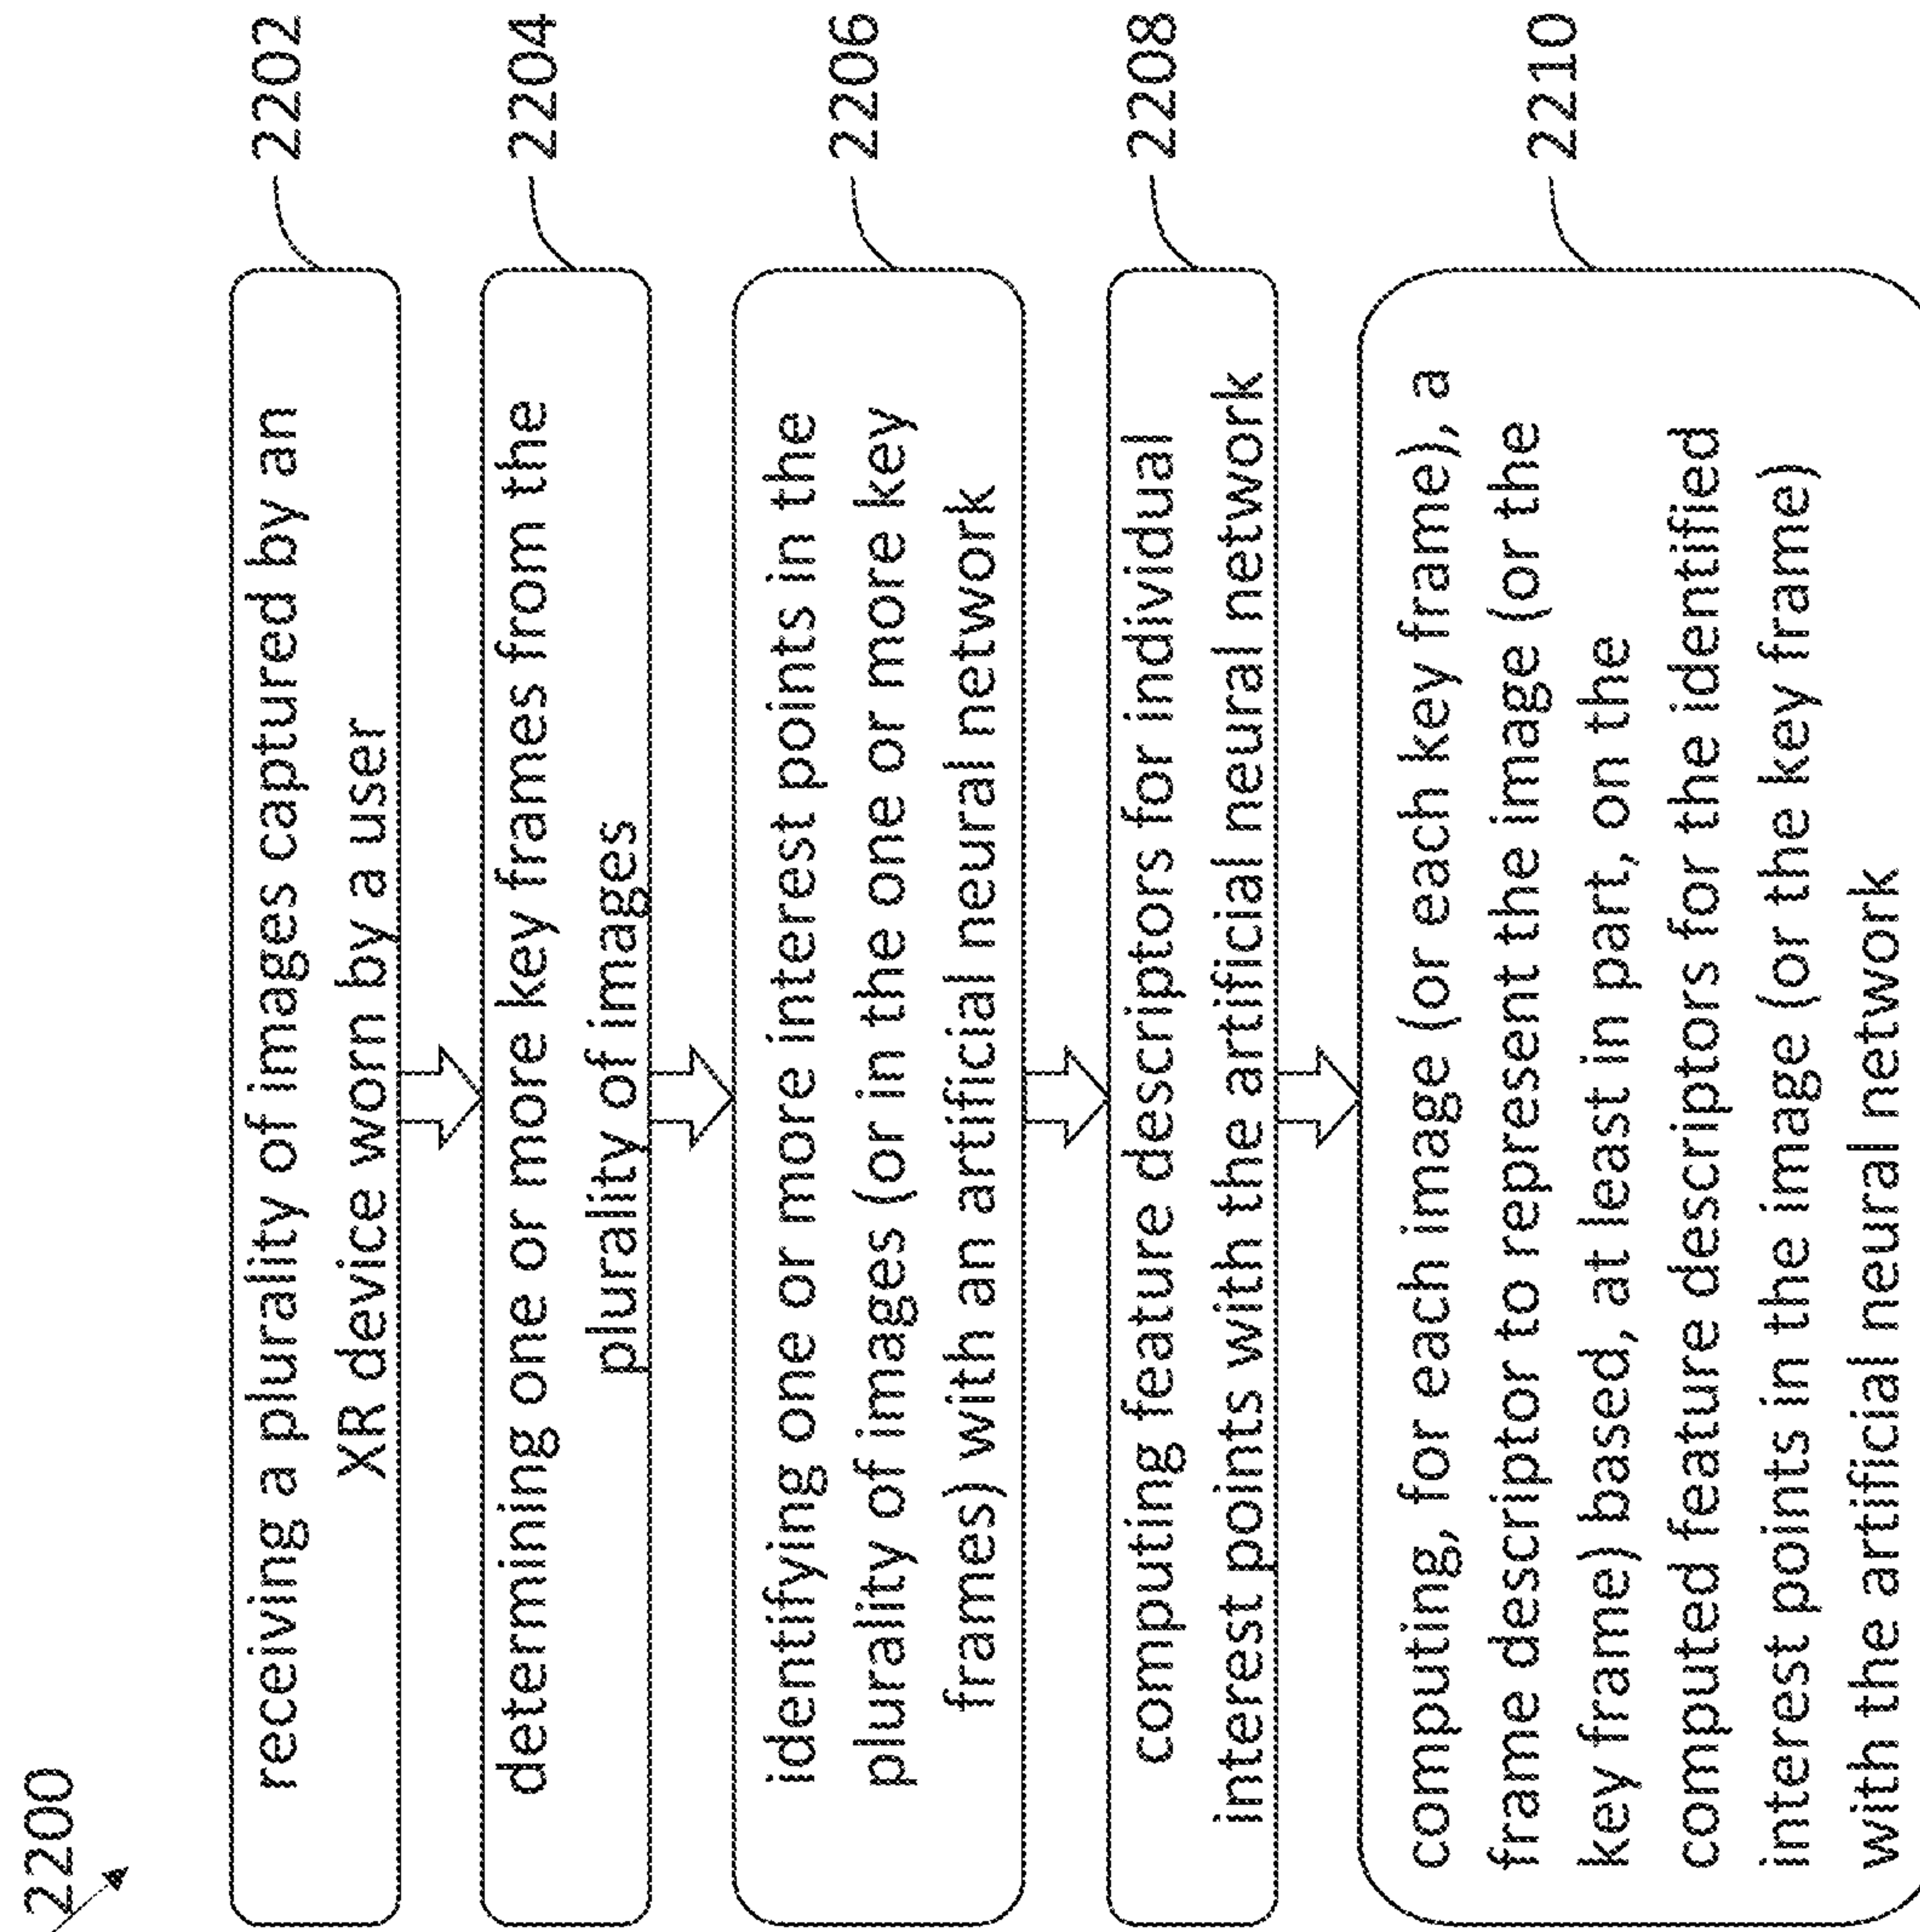 2200
receiving a plurality of images captured by an
XR device worn by a user
2202
determining one or more key frames from the
plurality of images
2204
identifying one or more interest points in the
plurality of images (or in the one or more key
frames) with an artificial neural network
2206
computing feature descriptors for individual
interest points with the artificial neural network
2208
computing, for each image (or each key frame), a
frame descriptor to represent the image (or the
key frame) based, at least in part, on the
computed feature descriptors for the identified
interest points in the image (or the key frame)
with the artificial neural network
2210